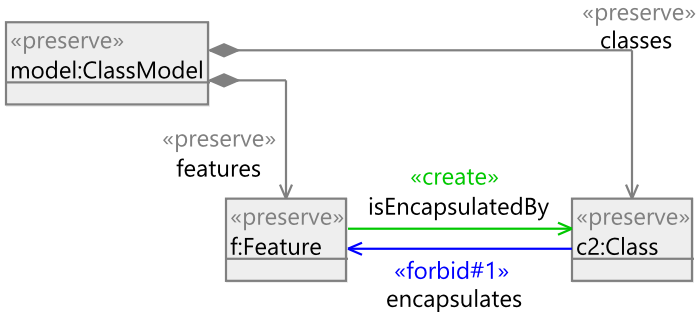 «preserve»
classes
«preserve»
model:ClassModel
«preserve»
features
«create»
isEncapsulatedBy
«preserve»
f:Feature
«preserve»
c2:Class
«forbid#1»
encapsulates